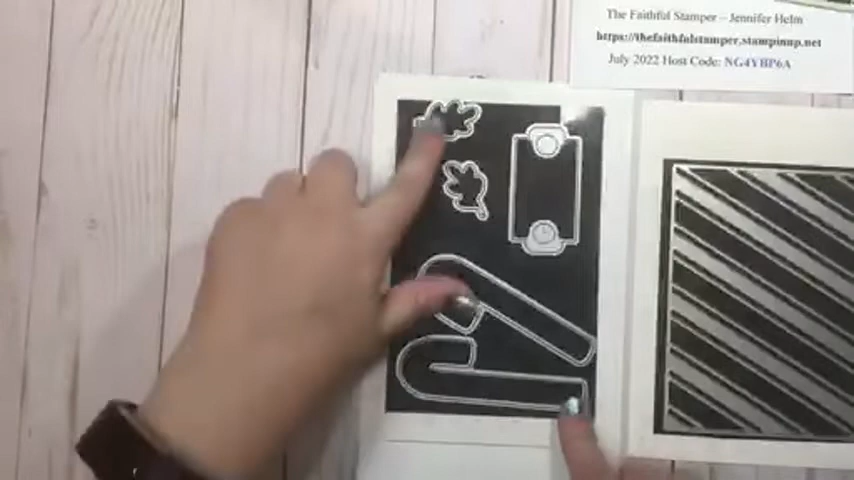 The Faithful Stamper – Jennifer Helm
https://thefaithfulstamper.stampinup.net
July 2022 Host Code: NG4YBP6A